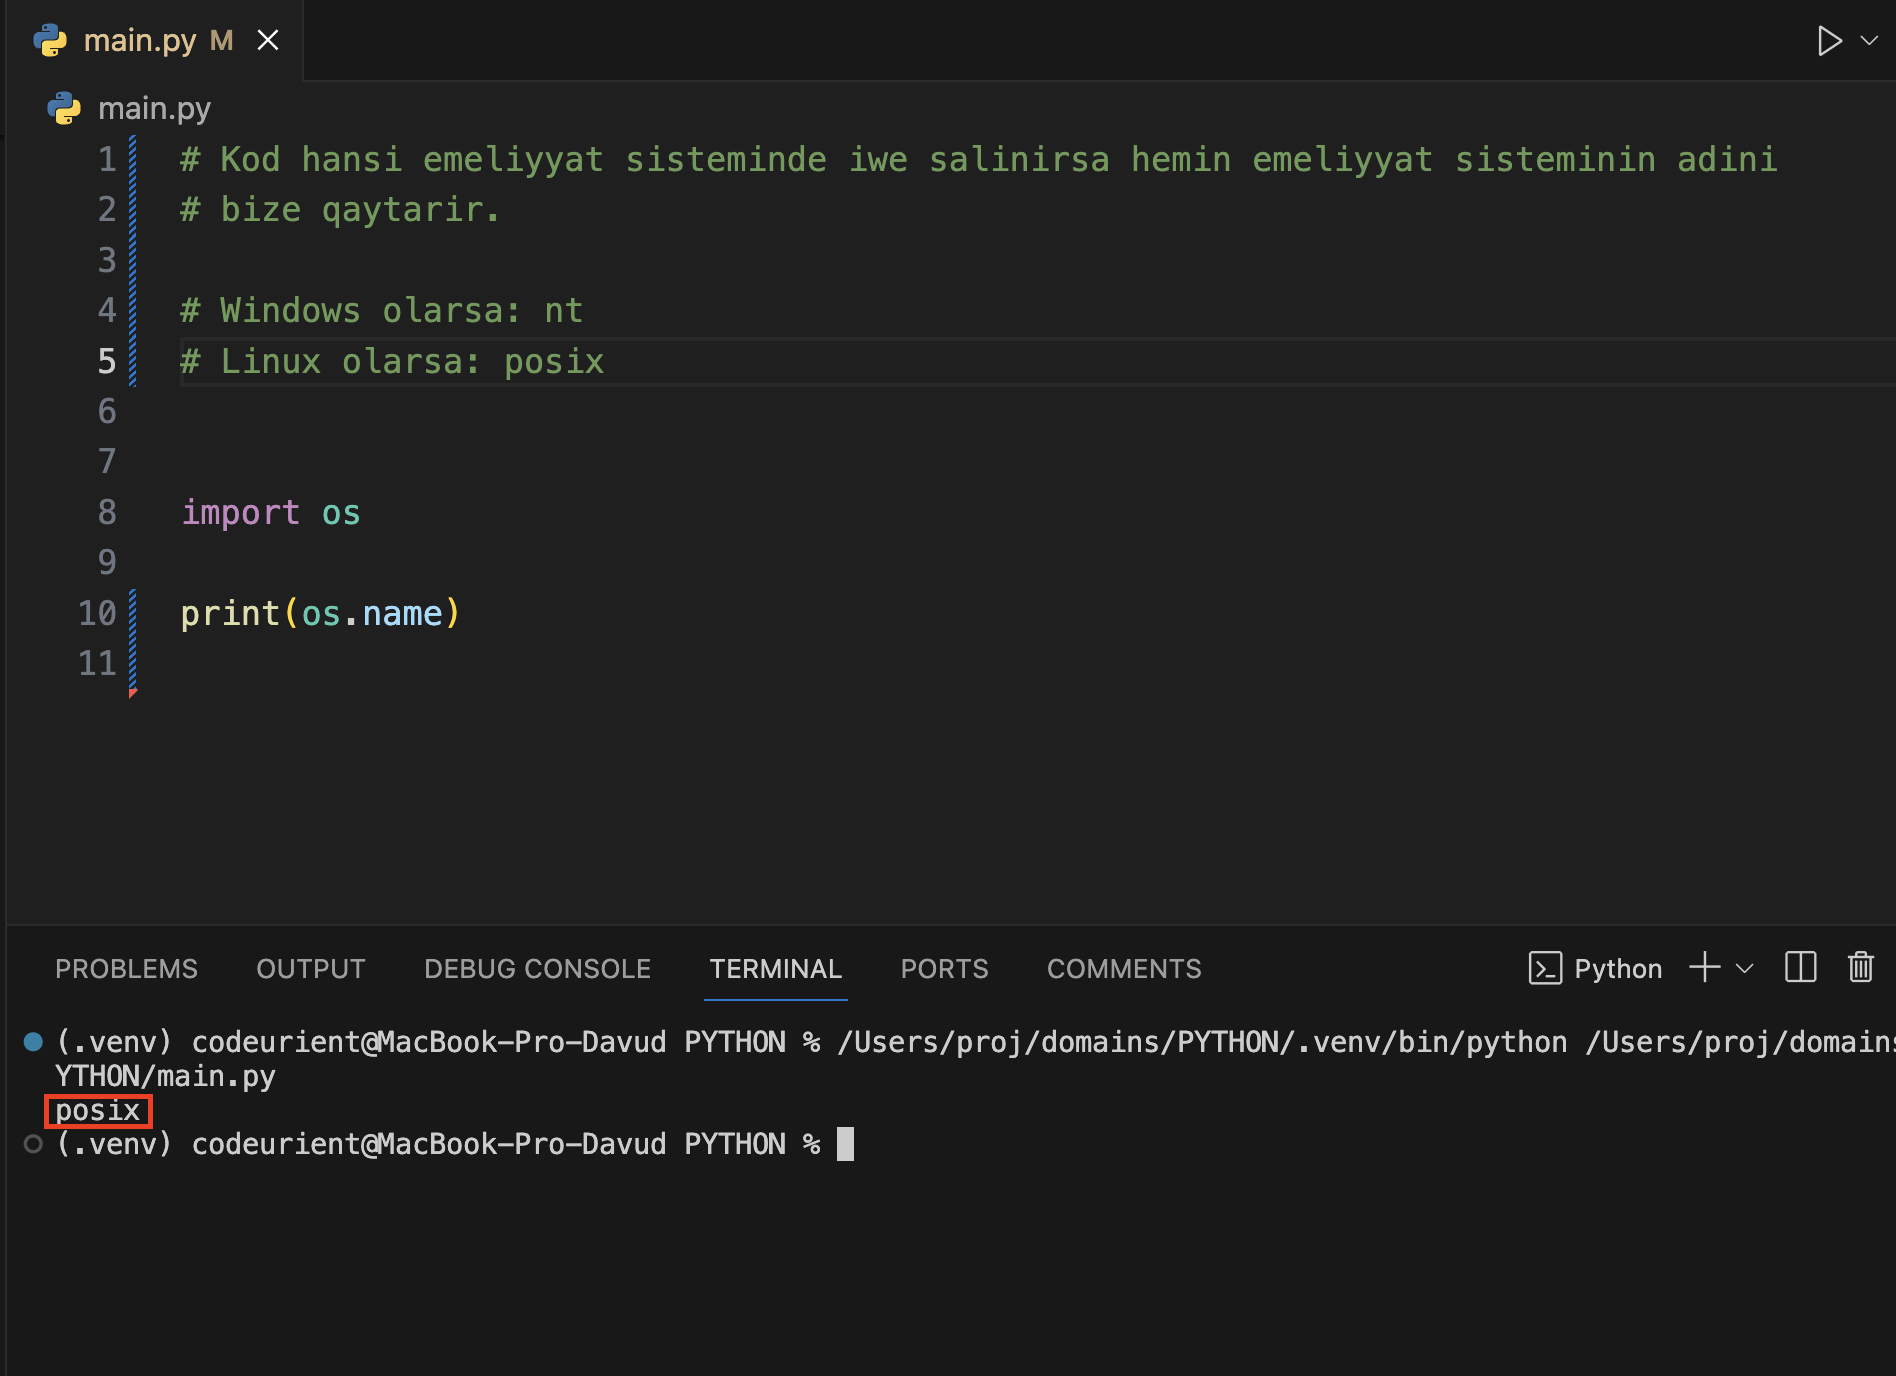 main.py M
main.py
1 # Kod hansi emeliyyat sisteminde iwe salinirsa hemin emeliyyat sisteminin adini
2 # bize qaytarir.
3
4 # Windows olarsa: nt
5 # Linux olarsa: posix
6
7
8 import os
9
10 print(os.name)
11
PROBLEMS OUTPUT DEBUG CONSOLE TERMINAL PORTS COMMENTS Python
(.venv) codeurient@MacBook-Pro-Davud PYTHON % /Users/proj/domains/PYTHON/.venv/bin/python /Users/proj/domains
YTHON/main.py
posix
(.venv) codeurient@MacBook-Pro-Davud PYTHON %